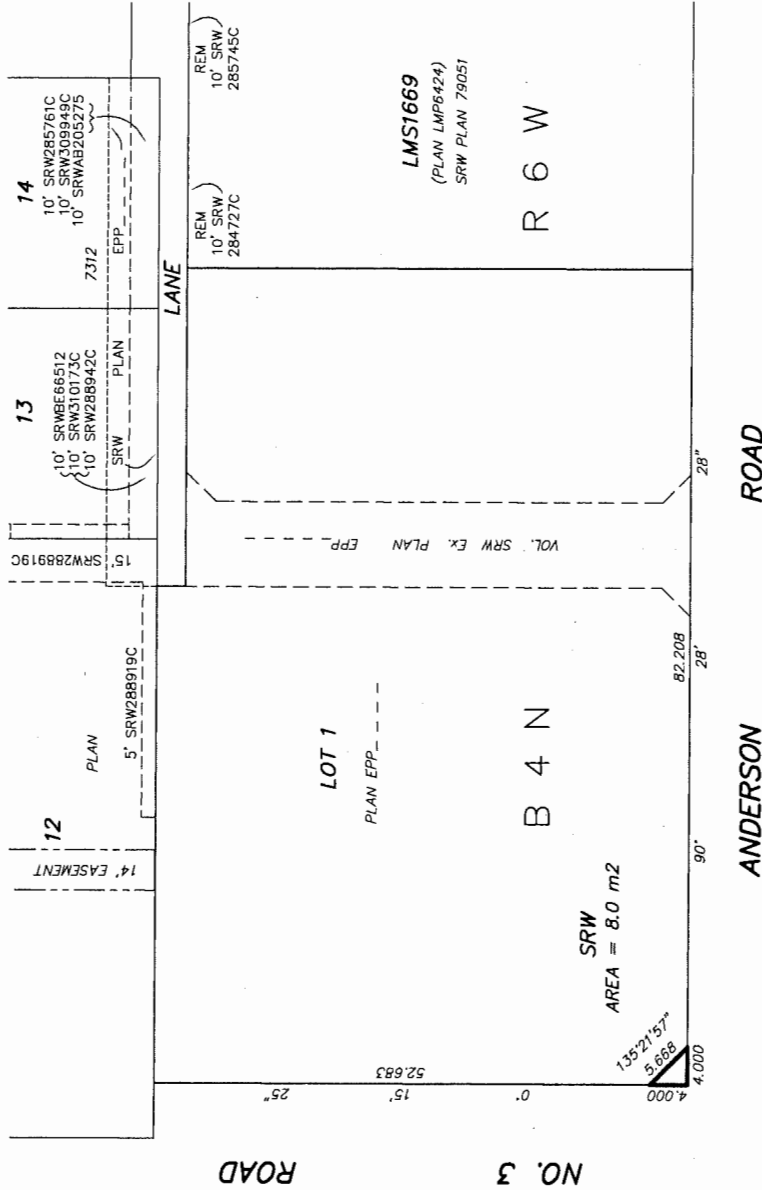 14
10' SRW285761C
10' SRW309949C
10' SRWAB205275
7312
EPP_ _ _ _
13
10' SRWBE66512
10' SRW310173C
10' SRW288942C
SRW PLAN
15' SRW288919C
12
PLAN
5' SRW288919C
14' EASEMENT
LANE
REM
10' SRW
285745C
REM
10' SRW
284727C
LMS1669
(PLAN LMP6424)
SRW PLAN 79051
R 6 W
VOL. SRW Ex. PLAN EPP_ _ _ _ _ _
LOT 1
PLAN EPP_ _ _ _
B 4 N
SRW
AREA = 8.0 m2
135°21'57"
5.668
4.000
4.000
52.683
0°
15'
25"
82.208
90°
28'
28"
NO. 3 ROAD
ANDERSON ROAD